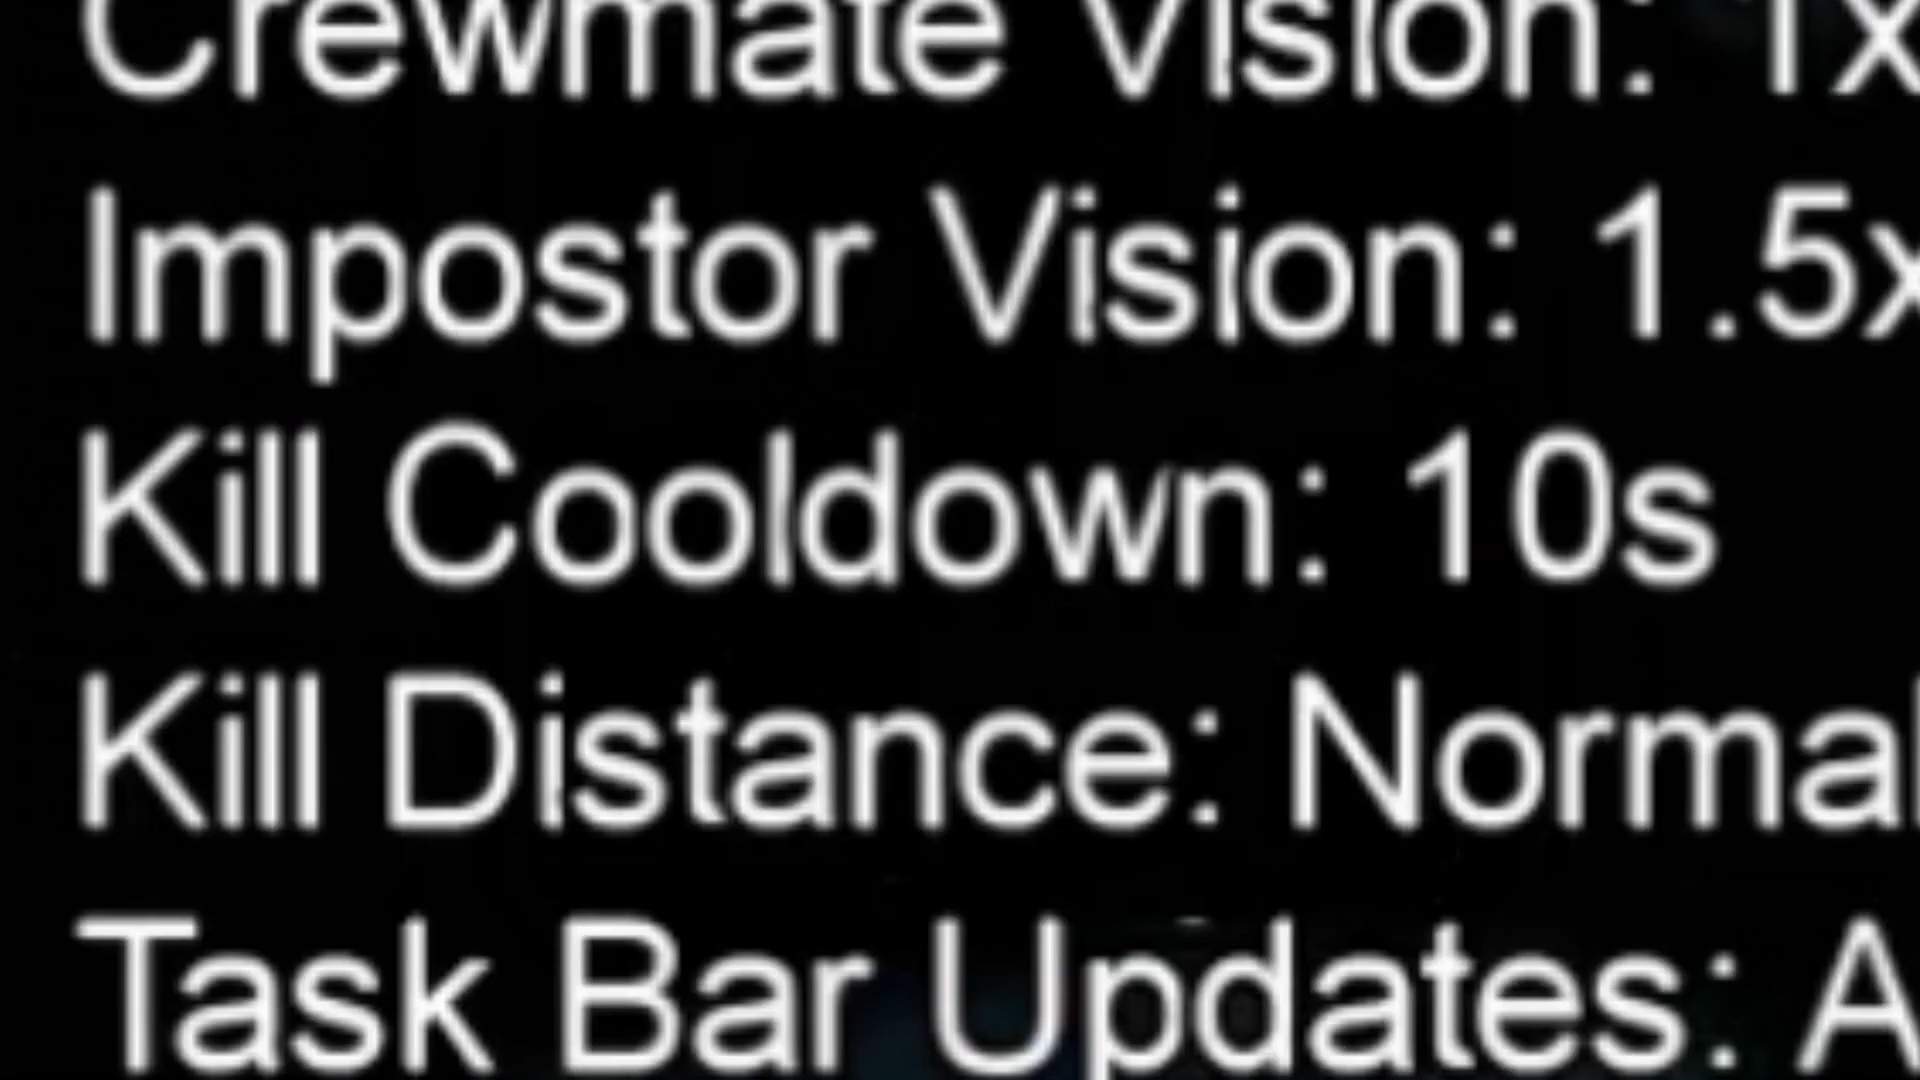 Crewmate Vision: 1x
Impostor Vision: 1.5x
Kill Cooldown: 10s
Kill Distance: Normal
Task Bar Updates: A